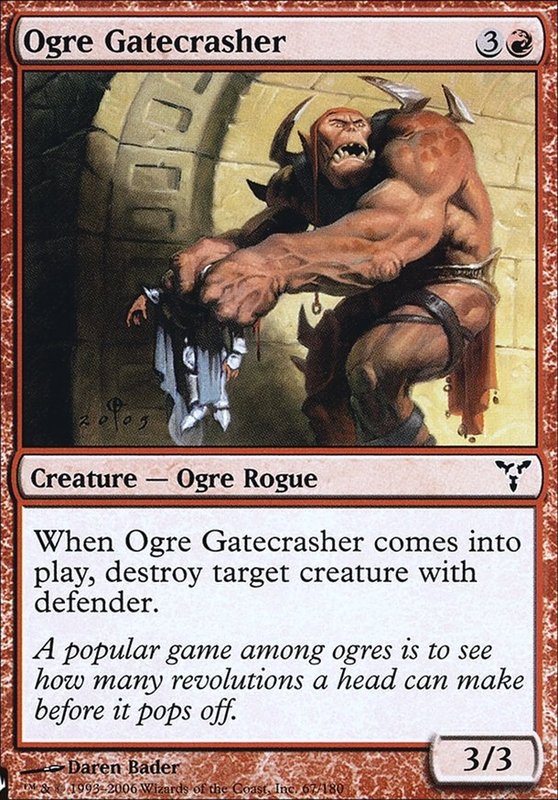 Ogre Gatecrasher 3
2005
Creature — Ogre Rogue
When Ogre Gatecrasher comes into
play, destroy target creature with
defender.
A popular game among ogres is to see
how many revolutions a head can make
before it pops off.
Daren Bader
™ & © 1993–2006 Wizards of the Coast, Inc. 67/180
3/3